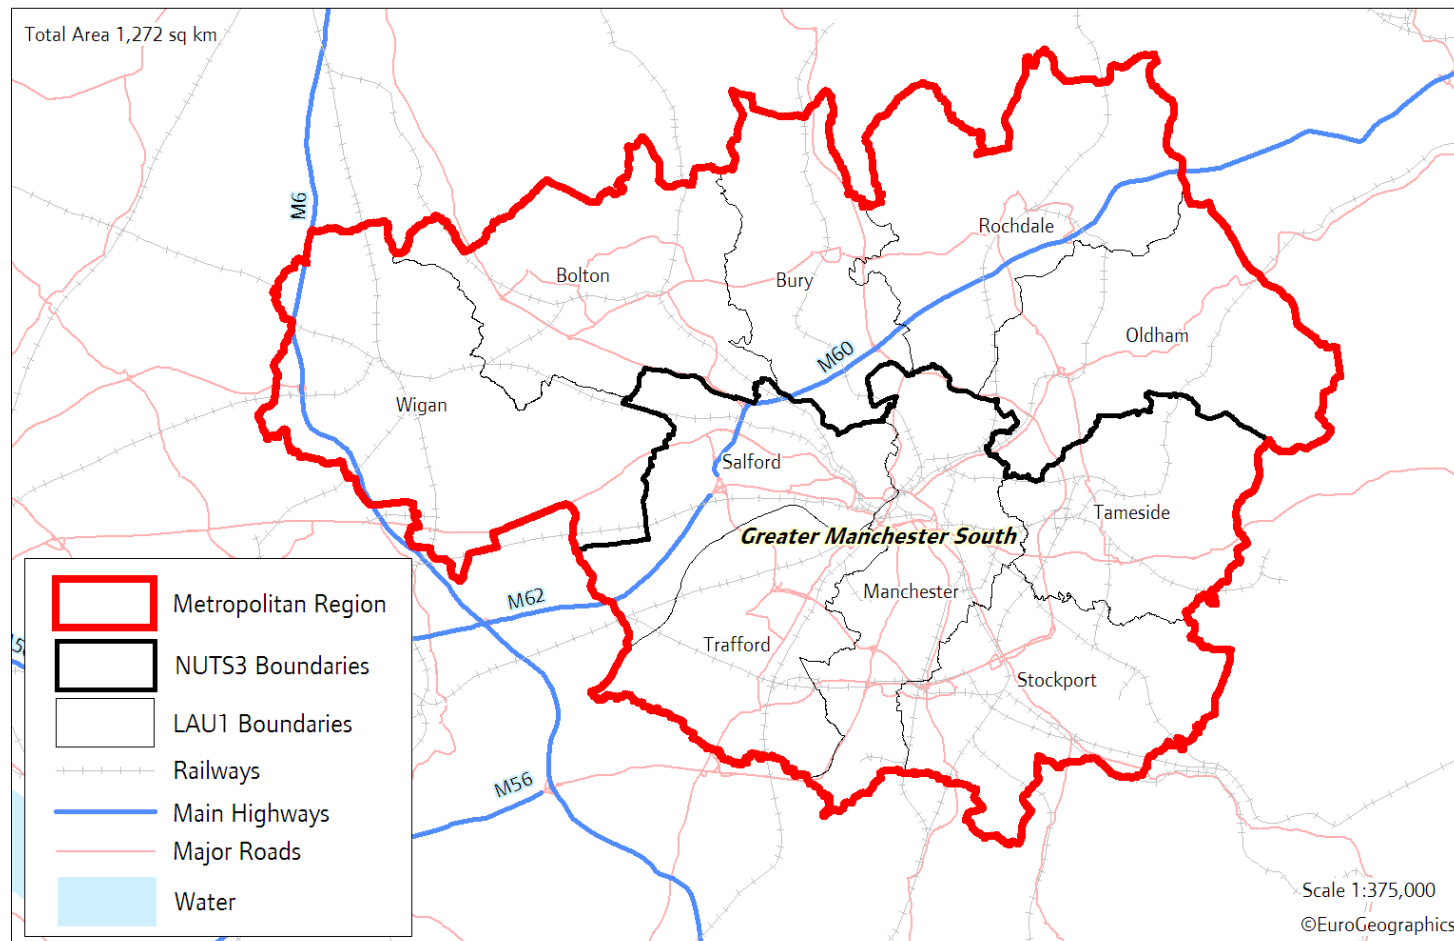 Total Area 1,272 sq km
M6
Rochdale
Bolton
Bury
Oldham
M60
Wigan
Salford
Tameside
Greater Manchester South
Manchester
M62
Trafford
Stockport
M56
Metropolitan Region
NUTS3 Boundaries
LAU1 Boundaries
Railways
Main Highways
Major Roads
Water
Scale 1:375,000
©EuroGeographics